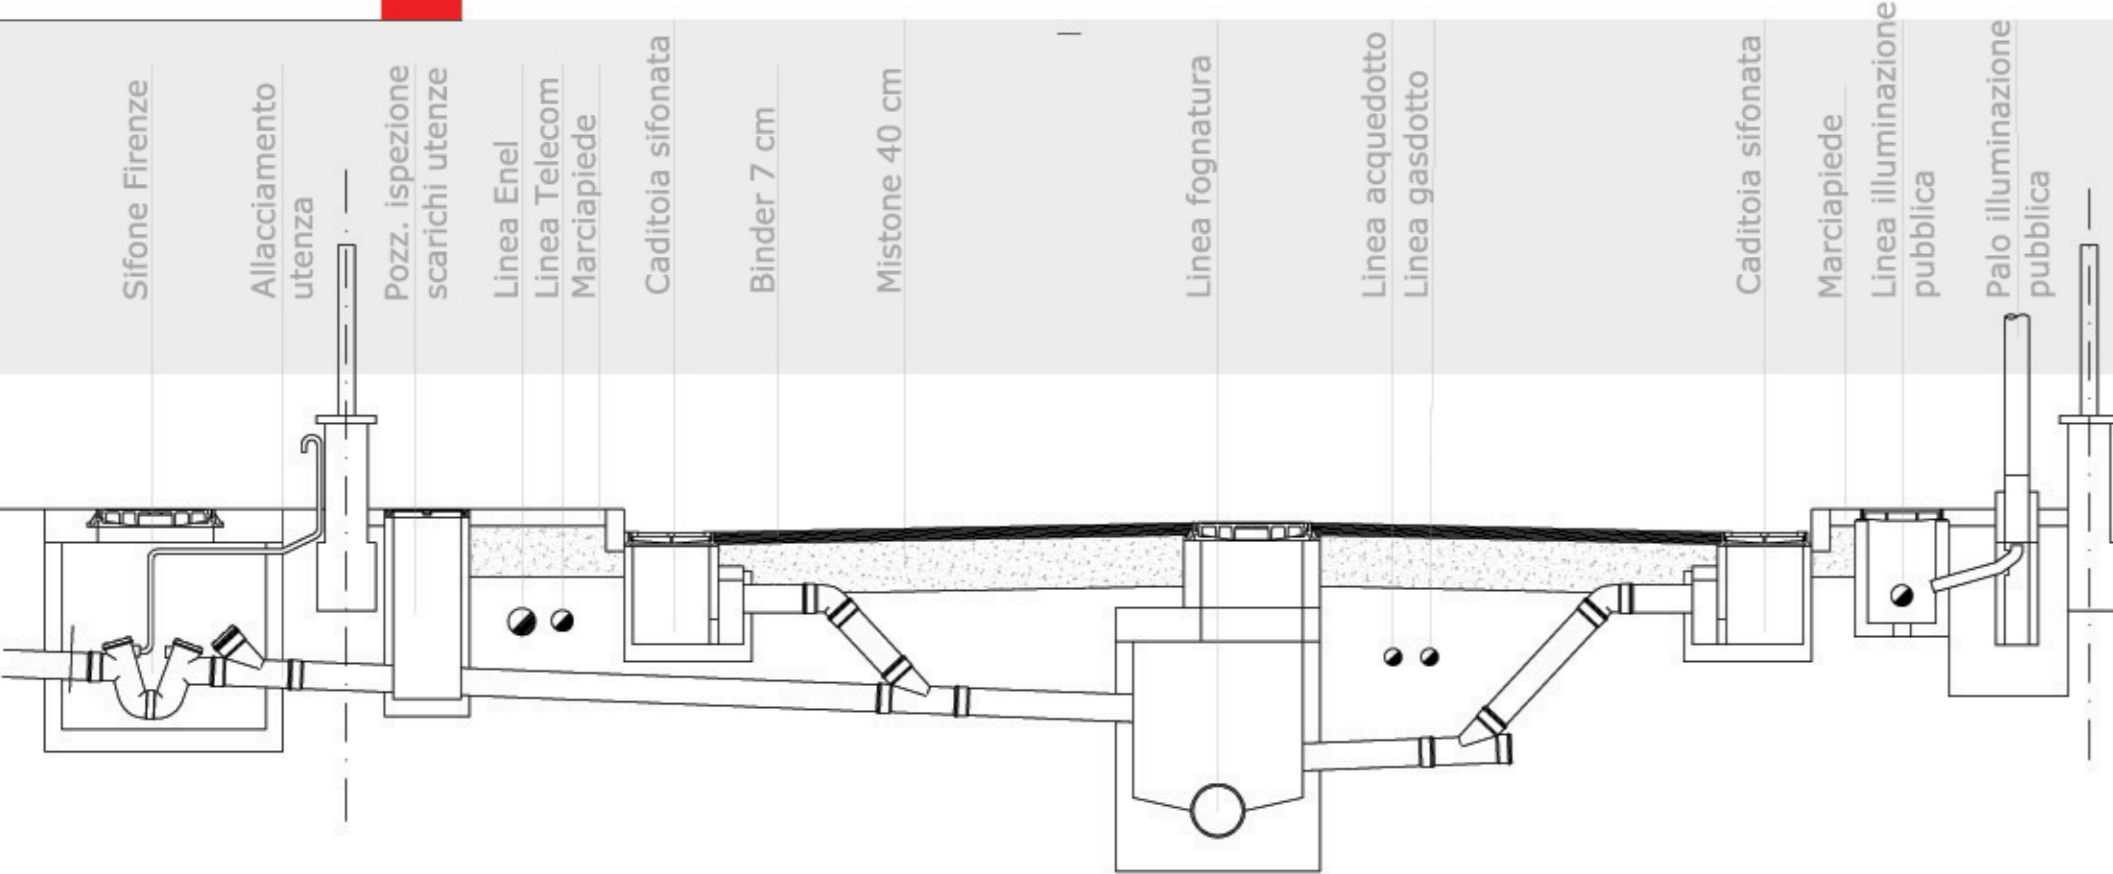 Sifone Firenze
Allacciamento
utenza
Pozz. ispezione
scarichi utenze
Linea Enel
Linea Telecom
Marciapiede
Caditoia sifonata
Binder 7 cm
Mistone 40 cm
Linea fognatura
Linea acquedotto
Linea gasdotto
Caditoia sifonata
Marciapiede
Linea illuminazione
pubblica
Palo iluminazione
pubblica